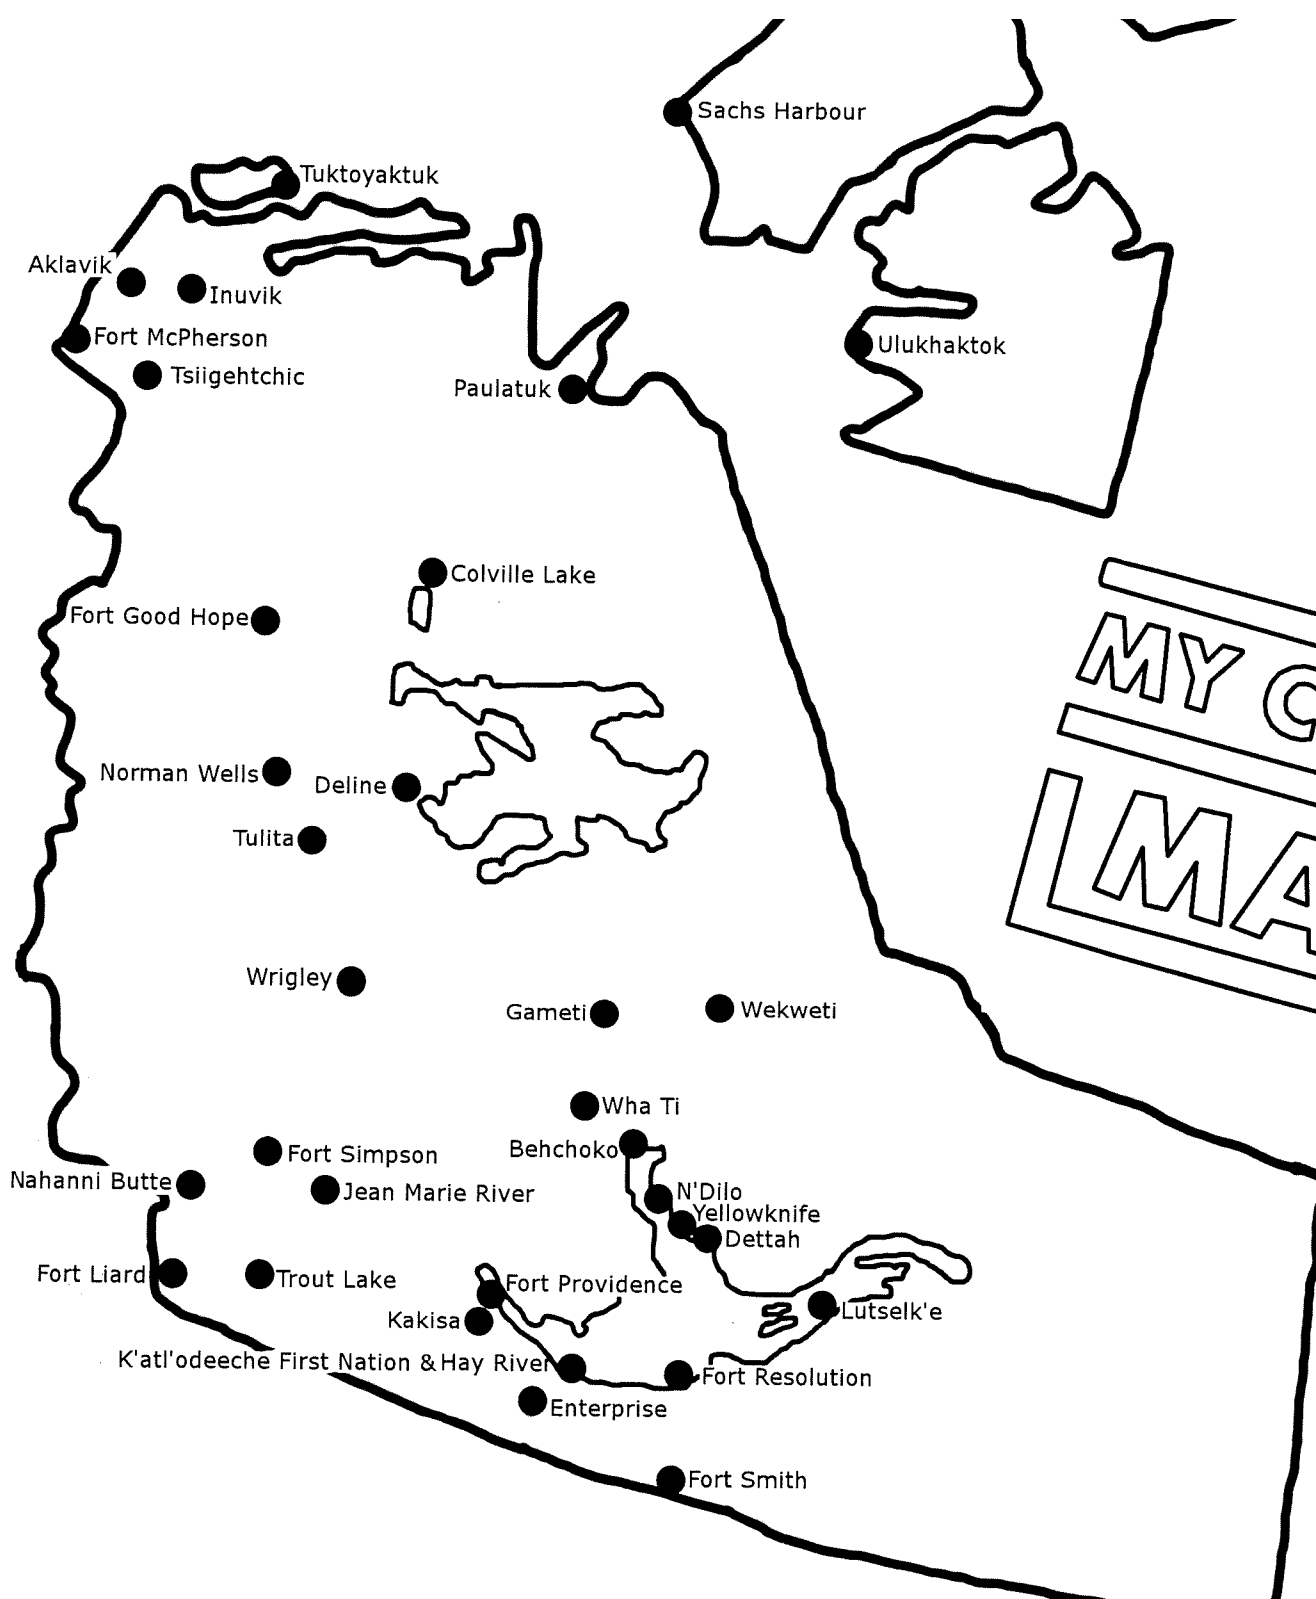 Sachs Harbour
Tuktoyaktuk
Aklavik
Inuvik
Fort McPherson
Ulukhaktok
Tsiigehtchic
Paulatuk
Colville Lake
Fort Good Hope
MY C
Norman Wells
Deline
Tulita
MA
Wrigley
Gameti
Wekweti
Wha Ti
Behchoko
Fort Simpson
Nahanni Butte
Jean Marie River
N'Dilo
Yellowknife
Dettah
Fort Liard
Trout Lake
Fort Providence
Lutselk'e
Kakisa
K'atl'odeeche First Nation & Hay River
Fort Resolution
Enterprise
Fort Smith